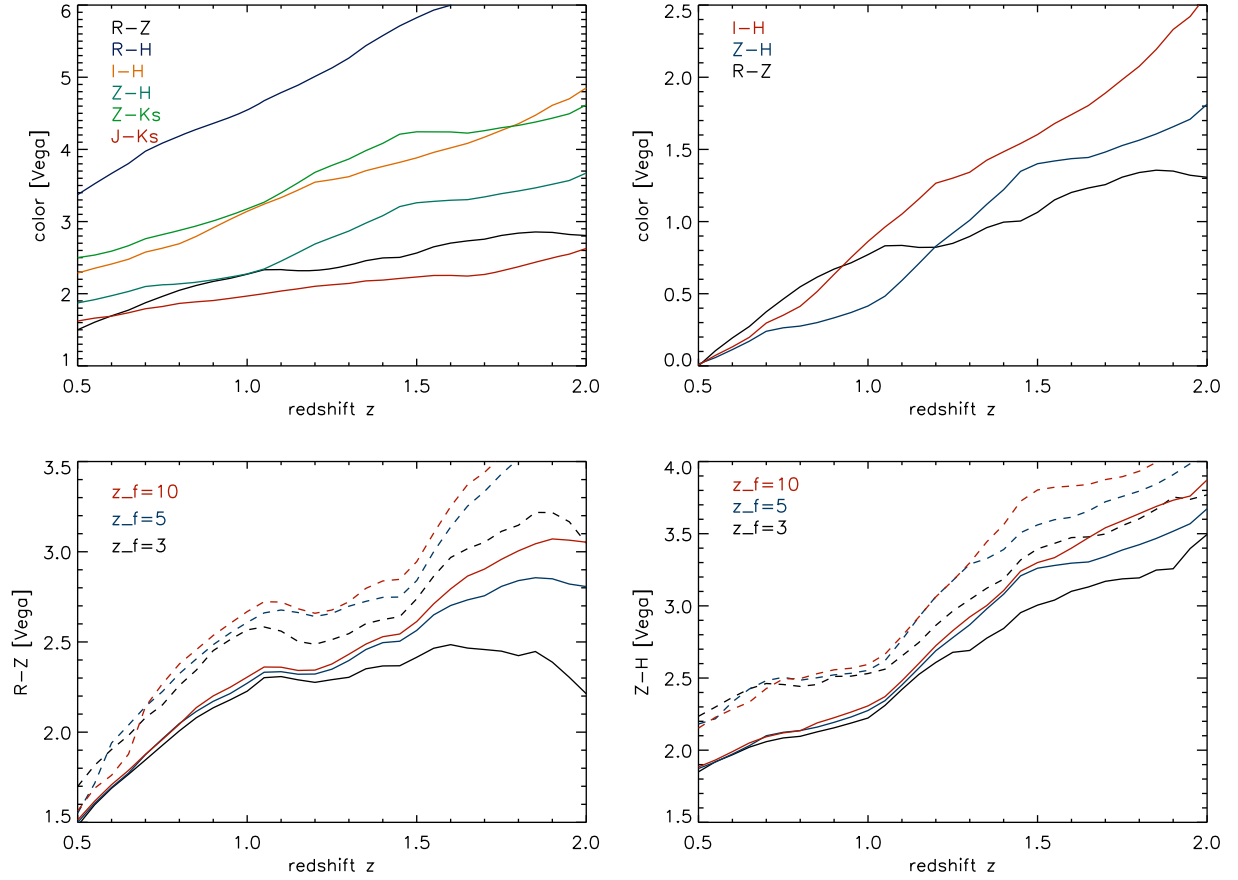 6
5
4
3
2
1
color [Vega]
R−Z
R−H
I−H
Z−H
Z−Ks
J−Ks
0.5
1.0
1.5
2.0
redshift z
2.5
2.0
1.5
1.0
0.5
0.0
color [Vega]
I−H
Z−H
R−Z
0.5
1.0
1.5
2.0
redshift z
3.5
3.0
2.5
2.0
1.5
R−Z [Vega]
z_f=10
z_f=5
z_f=3
0.5
1.0
1.5
2.0
redshift z
4.0
3.5
3.0
2.5
2.0
1.5
Z−H [Vega]
z_f=10
z_f=5
z_f=3
0.5
1.0
1.5
2.0
redshift z